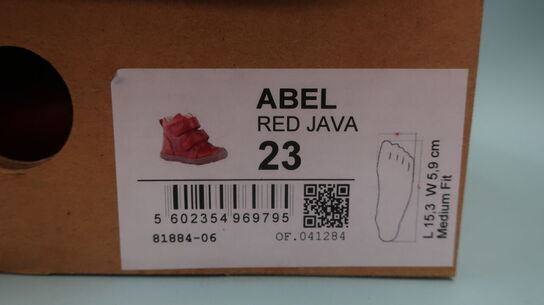 ABEL
RED JAVA
23
5 602354 969795
81884-06
OF.041284
L 15,3 W 5,9 cm
Medium Fit